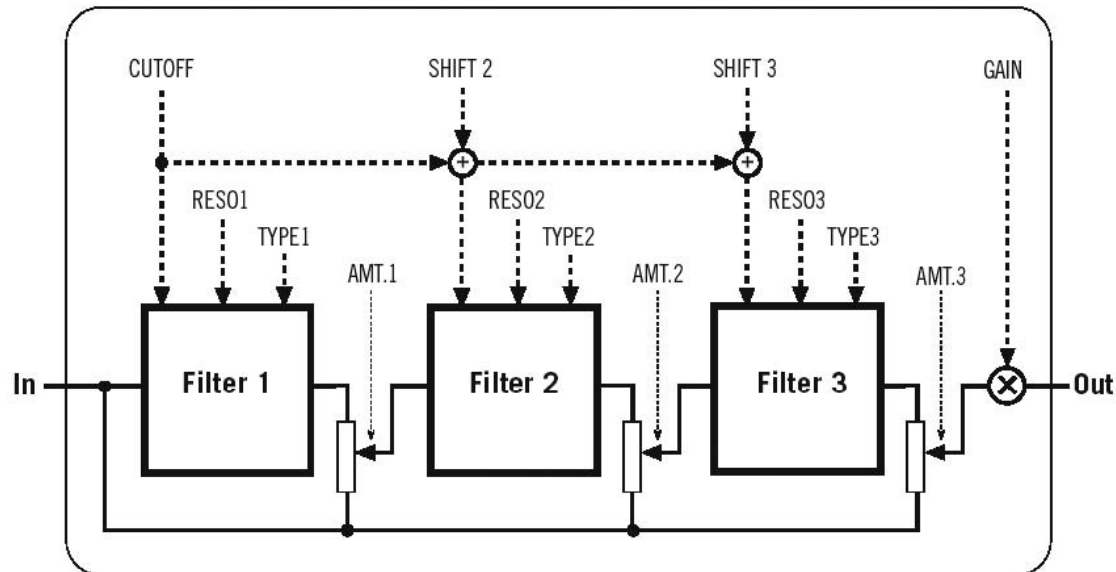 CUTOFF SHIFT 2 SHIFT 3 GAIN
+ +
RESO1 RESO2 RESO3
TYPE1 TYPE2 TYPE3
AMT.1 AMT.2 AMT.3
In Filter 1 Filter 2 Filter 3 × Out